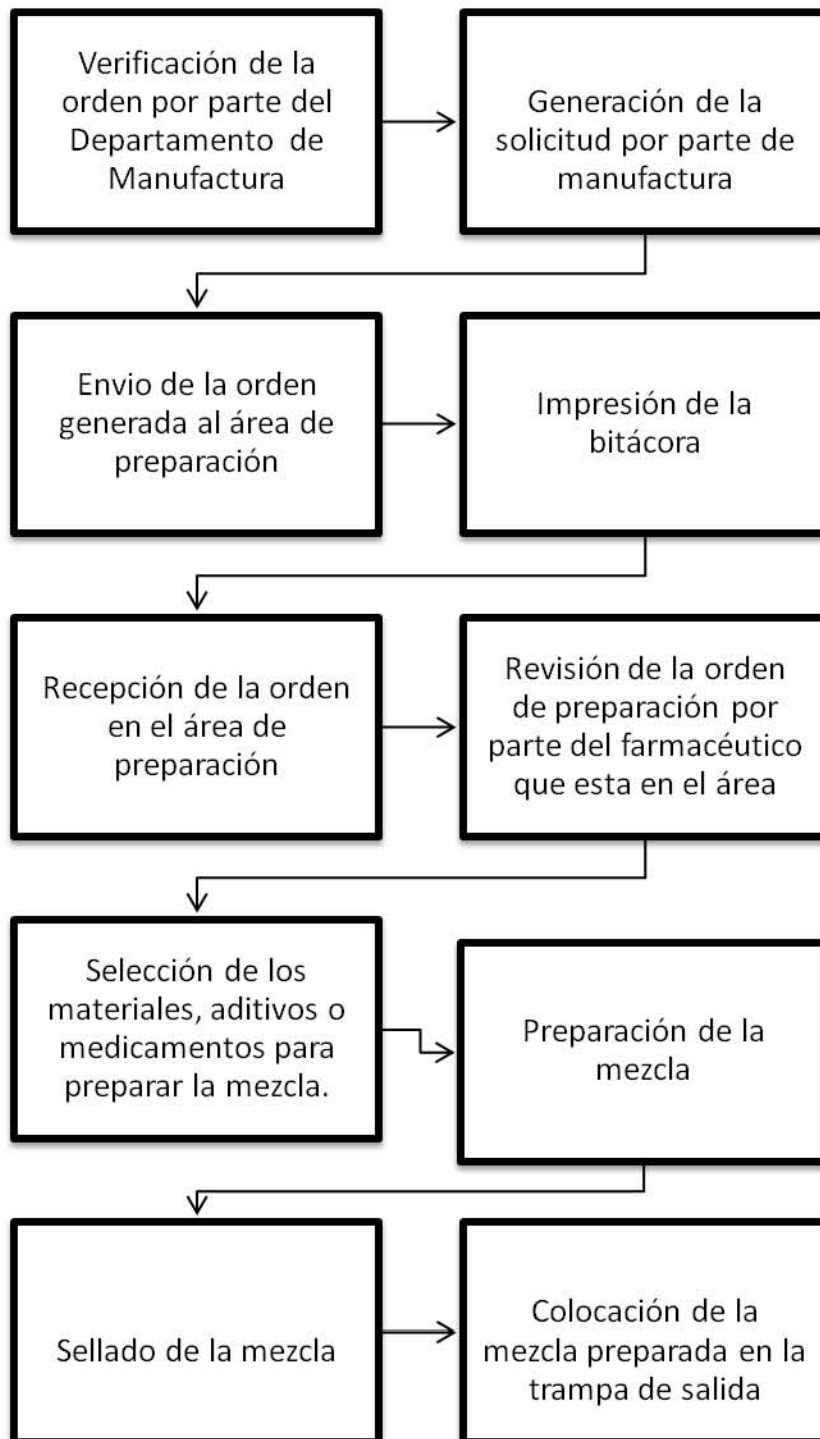 Verificación de la
orden por parte del
Departamento de
Manufactura
Generación de la
solicitud por parte de
manufactura
Envio de la orden
generada al área de
preparación
Impresión de la
bitácora
Recepción de la orden
en el área de
preparación
Revisión de la orden
de preparación por
parte del farmacéutico
que esta en el área
Selección de los
materiales, aditivos o
medicamentos para
preparar la mezcla.
Preparación de la
mezcla
Sellado de la mezcla
Colocación de la
mezcla preparada en la
trampa de salida